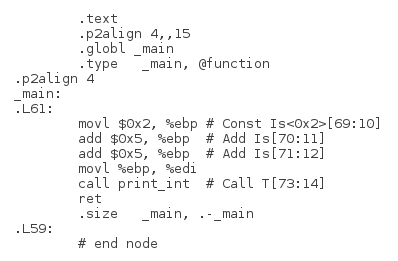 .text
.p2align 4,,15
.globl _main
.type   _main, @function
.p2align 4
_main:
.L61:
movl $0x2, %ebp # Const Is<0x2>[69:10]
add $0x5, %ebp  # Add Is[70:11]
add $0x5, %ebp  # Add Is[71:12]
movl %ebp, %edi
call print_int  # Call T[73:14]
ret
.size   _main, .-_main
.L59:
# end node